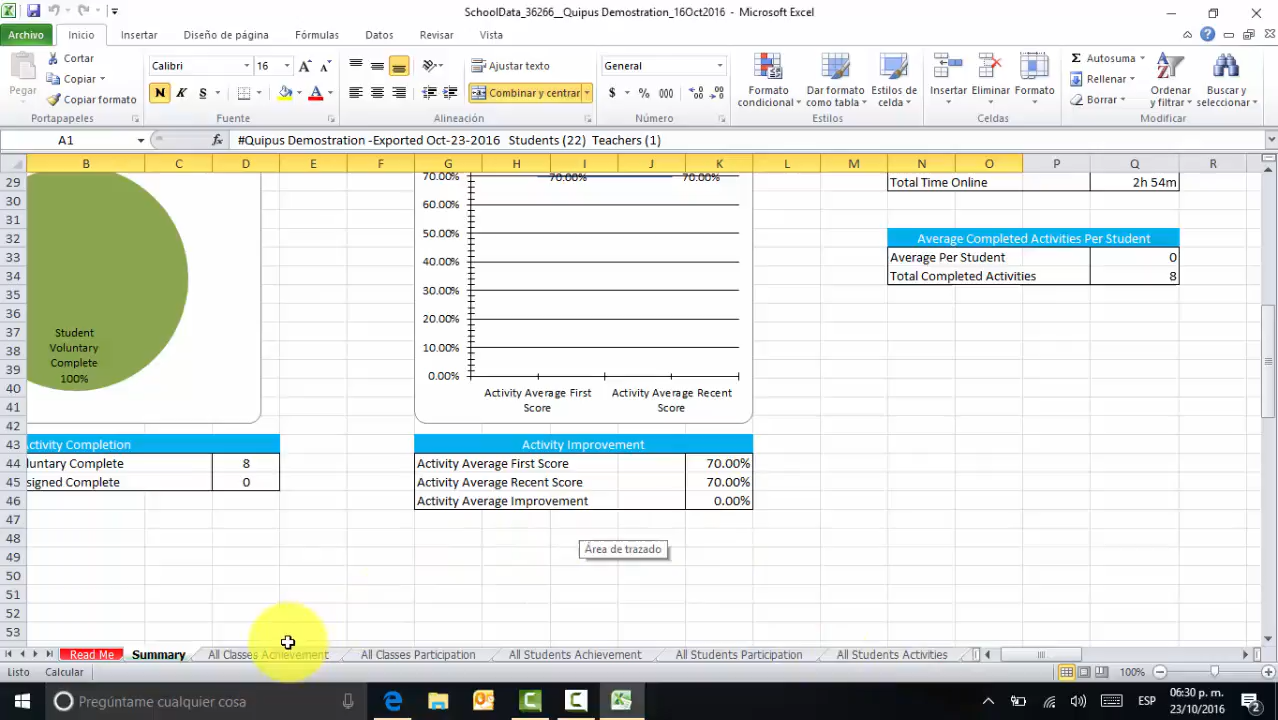 SchoolData_36266__Quipus Demostration_16Oct2016 - Microsoft Excel
Archivo Inicio Insertar Diseño de página Fórmulas Datos Revisar Vista
Pegar
Cortar
Copiar
Copiar formato
Portapapeles
Calibri 16
N K S
Fuente
Ajustar texto
Combinar y centrar
Alineación
General
$ % 000
Número
Formato condicional
Dar formato como tabla
Estilos de celda
Estilos
Insertar Eliminar Formato
Celdas
Autosuma
Rellenar
Borrar
Ordenar y filtrar
Buscar y seleccionar
Modificar
A1 fx #Quipus Demostration -Exported Oct-23-2016 Students (22) Teachers (1)
B C D E F G H I J K L M N O P Q R
29
30
31
32
33
34
35
36
37
38
39
40
41
42
43
44
45
46
47
48
49
50
51
52
53
Student
Voluntary
Complete
100%
70.00%
60.00%
50.00%
40.00%
30.00%
20.00%
10.00%
0.00%
70.00% 70.00%
Activity Average First Score
Activity Average Recent Score
Total Time Online 2h 54m
Average Completed Activities Per Student
Average Per Student 0
Total Completed Activities 8
ctivity Completion
luntary Complete 8
signed Complete 0
Activity Improvement
Activity Average First Score 70.00%
Activity Average Recent Score 70.00%
Activity Average Improvement 0.00%
Área de trazado
Read Me Summary All Classes Achievement All Classes Participation All Students Achievement All Students Participation All Students Activities
Listo Calcular 100%
Pregúntame cualquier cosa
ESP
06:30 p. m.
23/10/2016
2